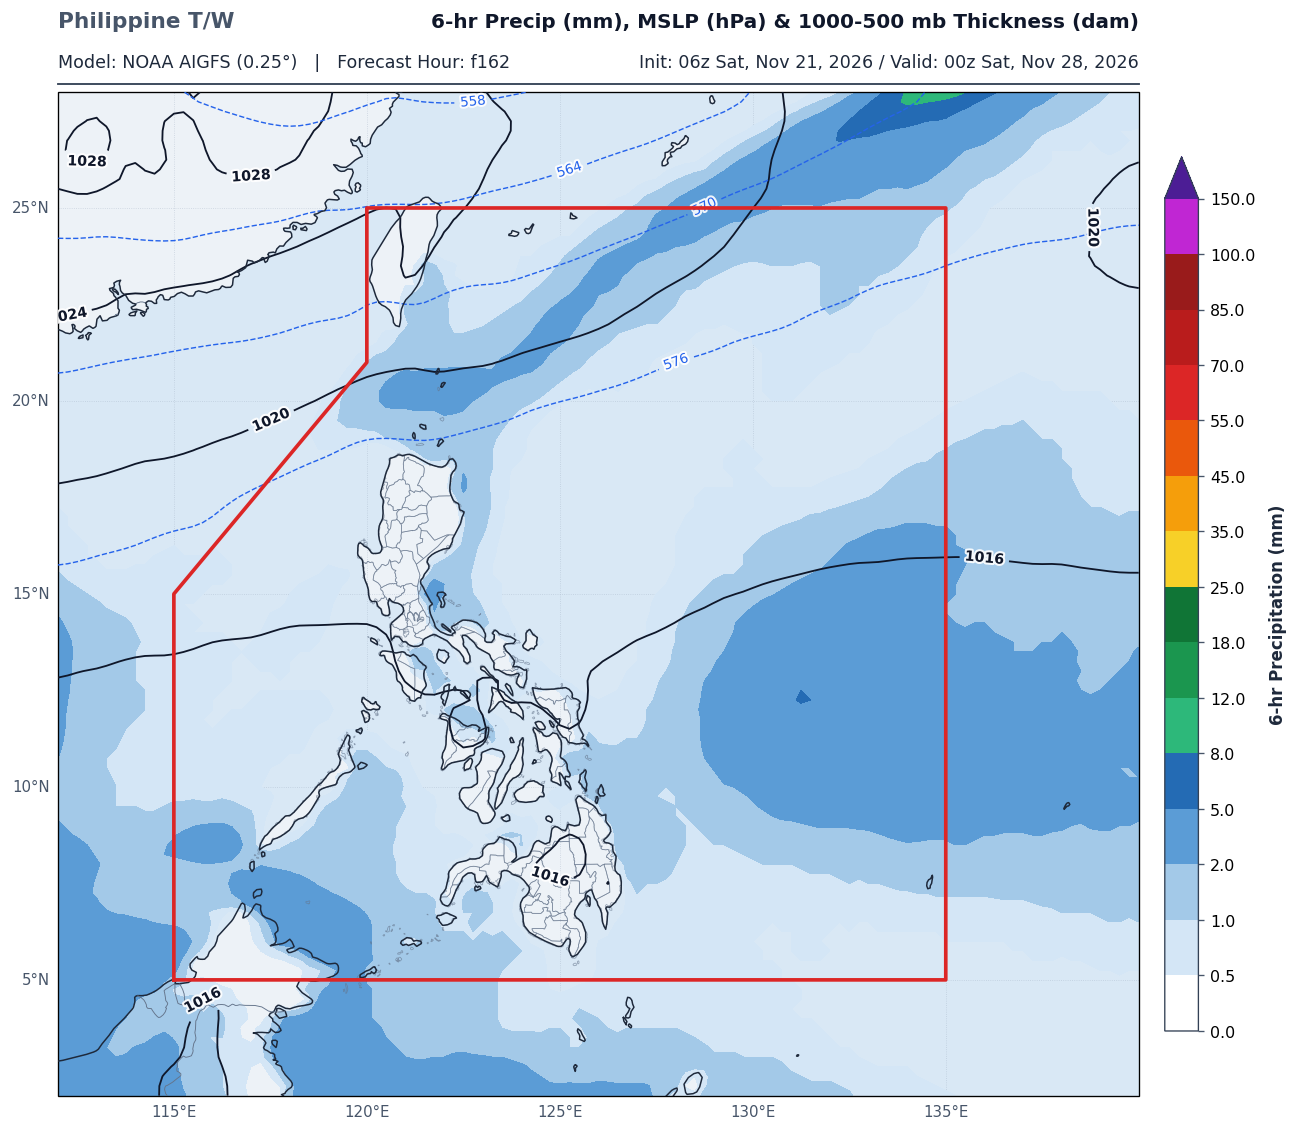 Philippine T/W
6-hr Precip (mm), MSLP (hPa) & 1000-500 mb Thickness (dam)
Model: NOAA AIGFS (0.25°)   |   Forecast Hour: f162
Init: 06z Sat, Nov 21, 2026 / Valid: 00z Sat, Nov 28, 2026
558
1028
1028
564
570
25°N
1020
024
576
20°N
1020
1016
15°N
10°N
1016
5°N
1016
115°E
120°E
125°E
130°E
135°E
150.0
100.0
85.0
70.0
55.0
45.0
35.0
25.0
18.0
12.0
8.0
5.0
2.0
1.0
0.5
0.0
6-hr Precipitation (mm)